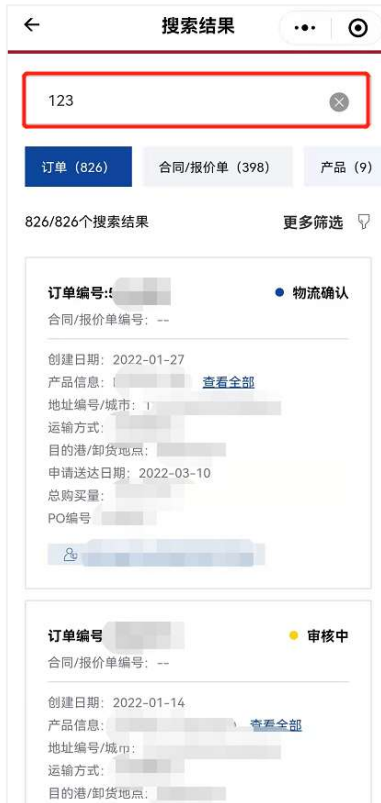 搜索结果
123
订单（826） 合同/报价单（398） 产品（9）
826/826个搜索结果 更多筛选
订单编号: 物流确认
合同/报价单编号：--
创建日期：2022-01-27
产品信息： 查看全部
地址编号/城市：
运输方式：
目的港/卸货地点：
申请送达日期：2022-03-10
总购买量：
PO编号
订单编号 审核中
合同/报价单编号：--
创建日期：2022-01-14
产品信息： 查看全部
地址编号/城市：
运输方式：
目的港/卸货地点：